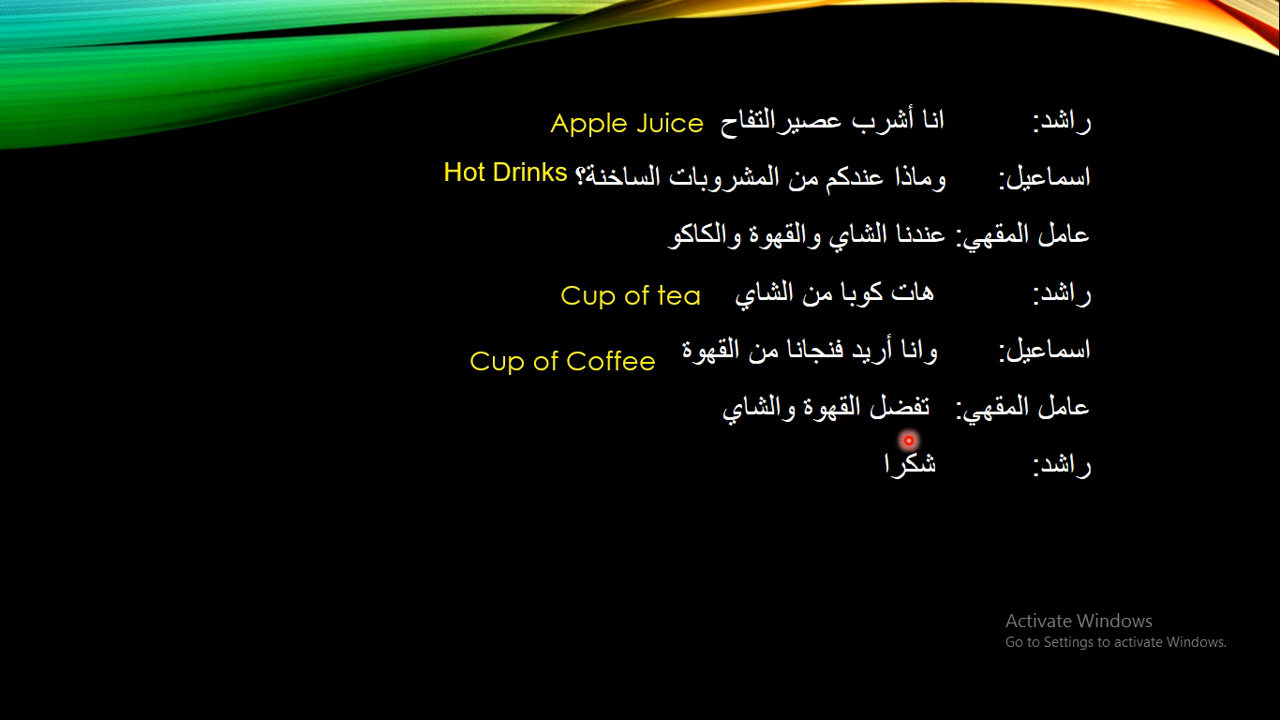 راشد: انا أشرب عصيرالتفاح Apple Juice
اسماعيل: وماذا عندكم من المشروبات الساخنة؟ Hot Drinks
عامل المقهي: عندنا الشاي والقهوة والكاكو
راشد: هات كوبا من الشاي Cup of tea
اسماعيل: وانا أريد فنجانا من القهوة Cup of Coffee
عامل المقهي: تفضل القهوة والشاي
راشد: شكرا
Activate Windows
Go to Settings to activate Windows.